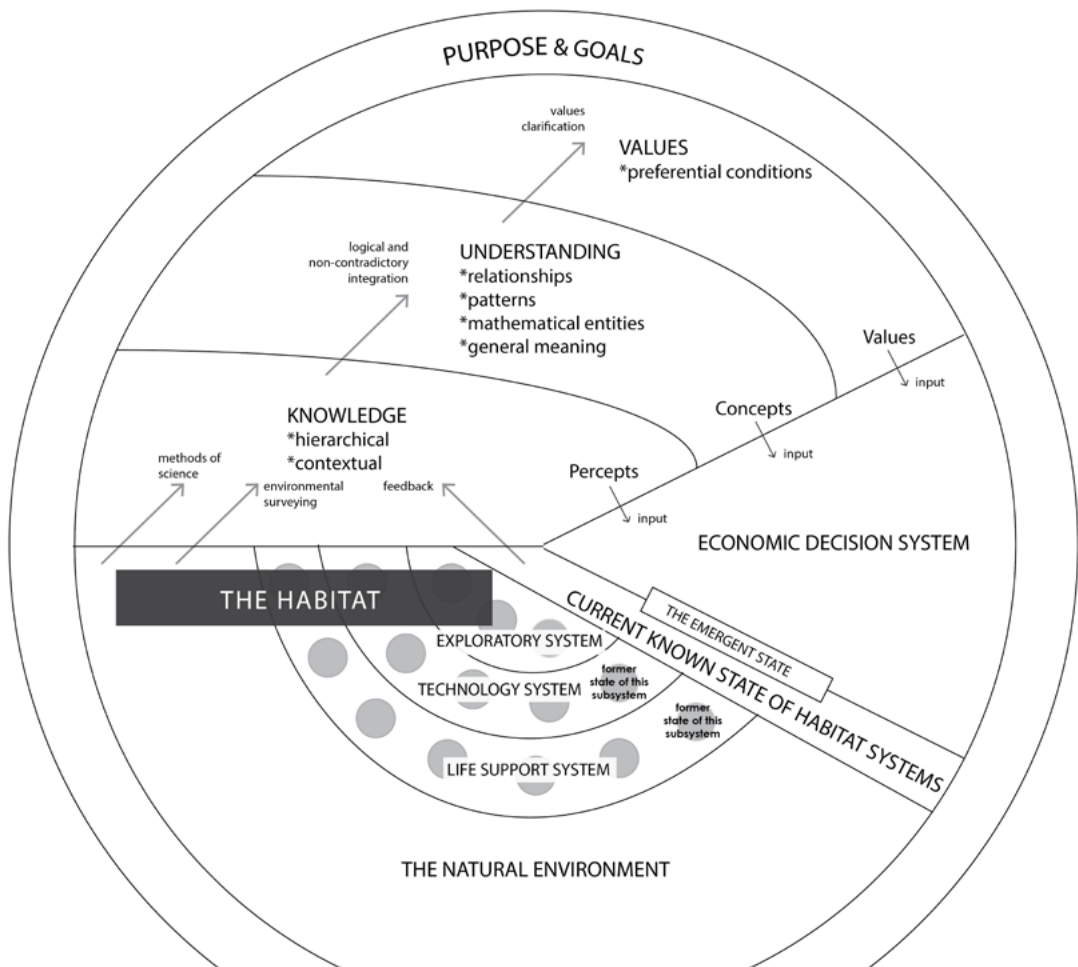 PURPOSE & GOALS
values
clarification
VALUES
*preferential conditions
logical and
non-contradictory
integration
UNDERSTANDING
*relationships
*patterns
*mathematical entities
*general meaning
Values
input
Concepts
input
KNOWLEDGE
*hierarchical
*contextual
methods of
science
environmental
surveying
feedback
Percepts
input
ECONOMIC DECISION SYSTEM
THE HABITAT
THE EMERGENT STATE
CURRENT KNOWN STATE OF HABITAT SYSTEMS
EXPLORATORY SYSTEM
TECHNOLOGY SYSTEM
former
state of this
subsystem
former
state of this
subsystem
LIFE SUPPORT SYSTEM
THE NATURAL ENVIRONMENT